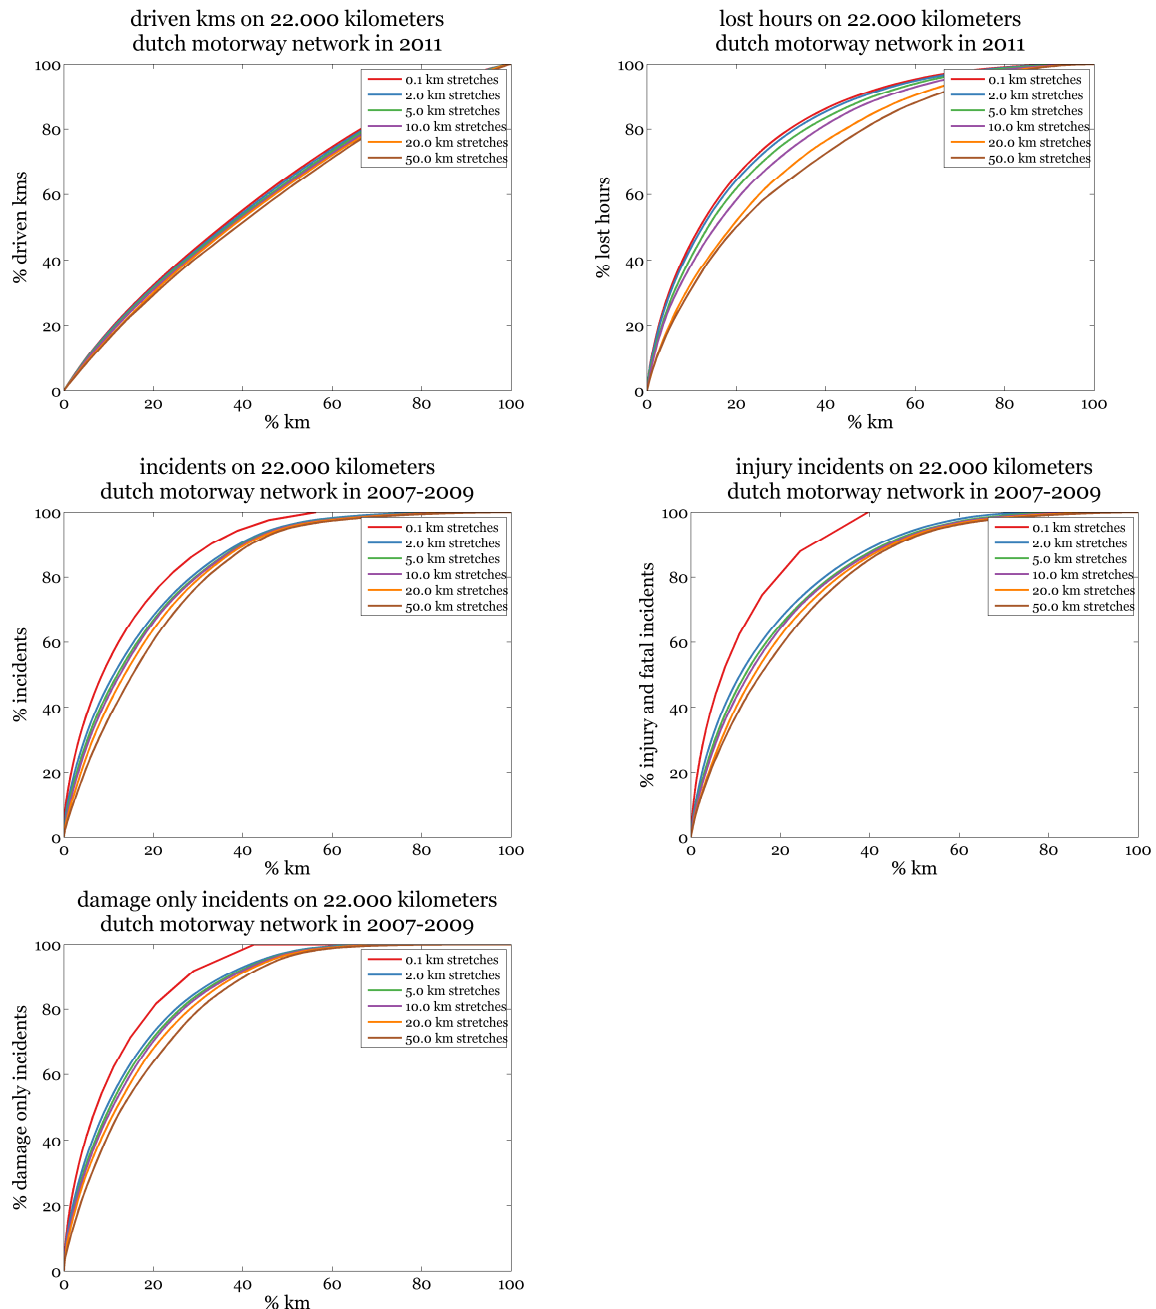 driven kms on 22.000 kilometers
dutch motorway network in 2011
100
80
60
40
20
0
% driven kms
0.1 km stretches
2.0 km stretches
5.0 km stretches
10.0 km stretches
20.0 km stretches
50.0 km stretches
0 20 40 60 80 100
% km
lost hours on 22.000 kilometers
dutch motorway network in 2011
100
80
60
40
20
0
% lost hours
0.1 km stretches
2.0 km stretches
5.0 km stretches
10.0 km stretches
20.0 km stretches
50.0 km stretches
0 20 40 60 80 100
% km
incidents on 22.000 kilometers
dutch motorway network in 2007-2009
100
80
60
40
20
0
% incidents
0.1 km stretches
2.0 km stretches
5.0 km stretches
10.0 km stretches
20.0 km stretches
50.0 km stretches
0 20 40 60 80 100
% km
injury incidents on 22.000 kilometers
dutch motorway network in 2007-2009
100
80
60
40
20
0
% injury and fatal incidents
0.1 km stretches
2.0 km stretches
5.0 km stretches
10.0 km stretches
20.0 km stretches
50.0 km stretches
0 20 40 60 80 100
% km
damage only incidents on 22.000 kilometers
dutch motorway network in 2007-2009
100
80
60
40
20
0
% damage only incidents
0.1 km stretches
2.0 km stretches
5.0 km stretches
10.0 km stretches
20.0 km stretches
50.0 km stretches
0 20 40 60 80 100
% km